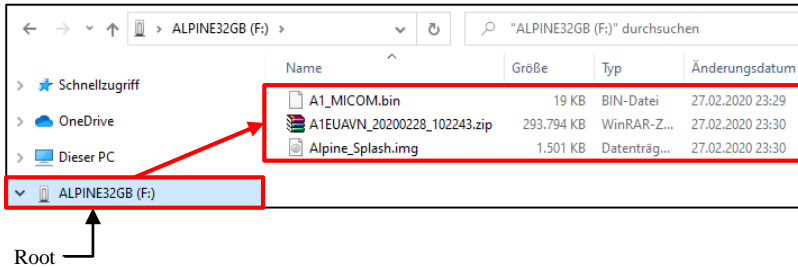 ALPINE32GB (F:)
"ALPINE32GB (F:)" durchsuchen
Name Größe Typ Änderungsdatum
Schnellzugriff
A1_MICOM.bin 19 KB BIN-Datei 27.02.2020 23:29
OneDrive
A1EUAVN_20200228_102243.zip 293.794 KB WinRAR-Z... 27.02.2020 23:30
Dieser PC
Alpine_Splash.img 1.501 KB Datenträg... 27.02.2020 23:30
ALPINE32GB (F:)
Root